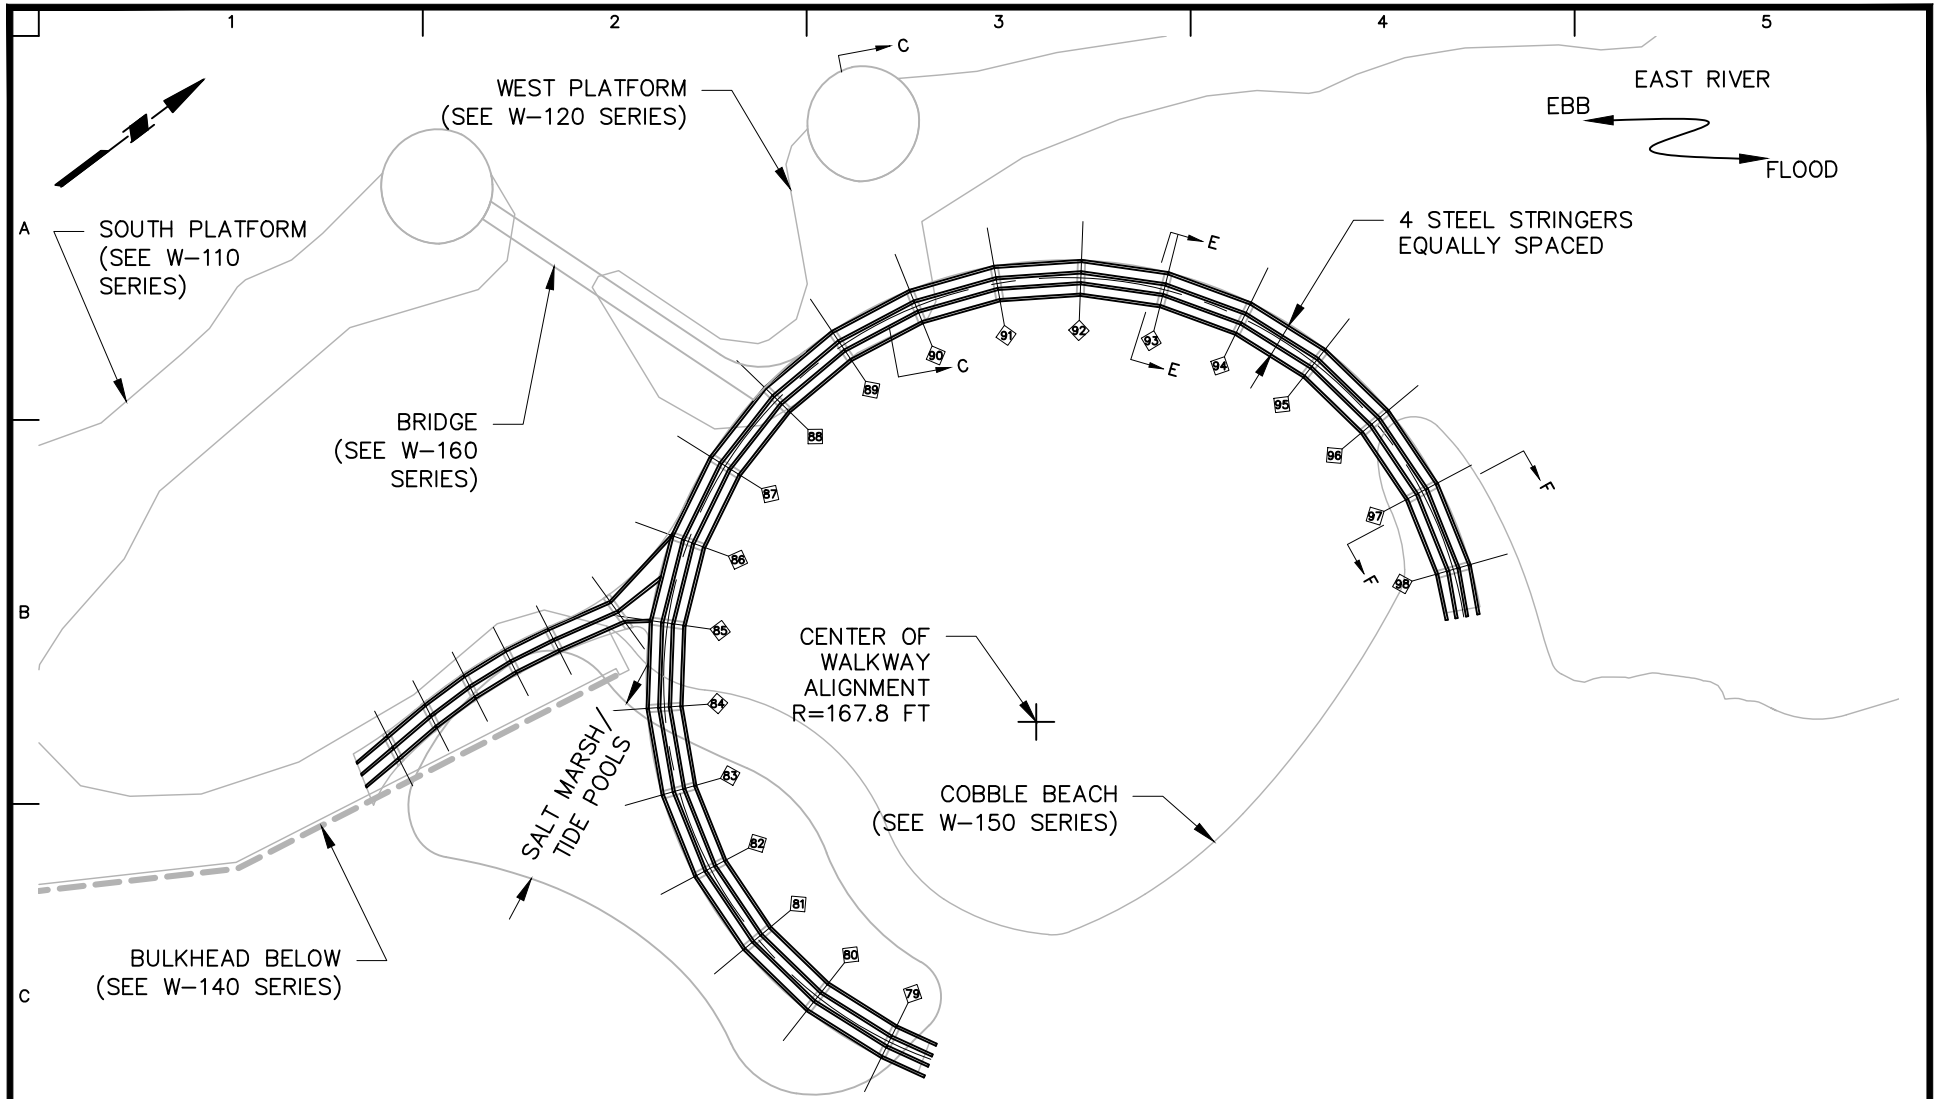 1 2 3 4 5
C
WEST PLATFORM
(SEE W-120 SERIES)
EAST RIVER
EBB
FLOOD
A
SOUTH PLATFORM
(SEE W-110
SERIES)
4 STEEL STRINGERS
EQUALLY SPACED
E
91
92
93
90
94
C
E
89
95
BRIDGE
(SEE W-160
SERIES)
88
96
87
F
97
86
F
98
B
85
CENTER OF
WALKWAY
ALIGNMENT
R=167.8 FT
84
SALT MARSH/
TIDE POOLS
83
COBBLE BEACH
(SEE W-150 SERIES)
82
81
80
BULKHEAD BELOW
(SEE W-140 SERIES)
79
C